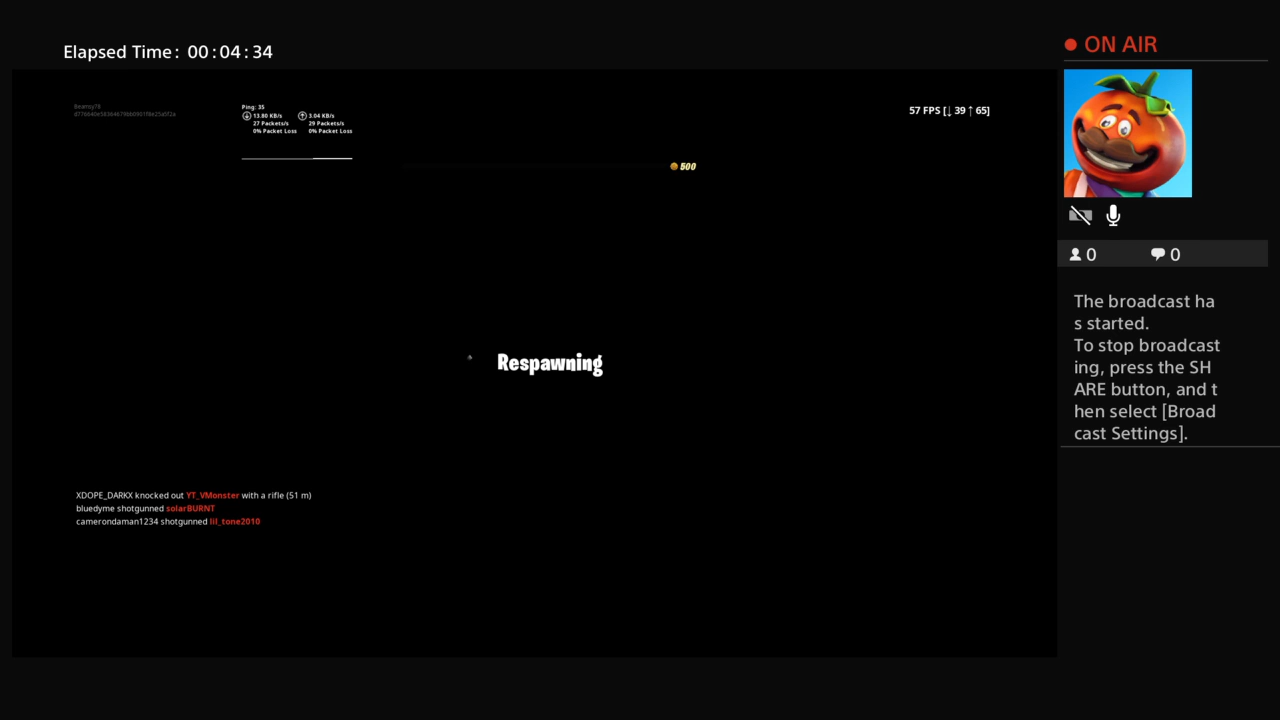 Elapsed Time: 00:04:34
ON AIR
Beamsy78
Ping: 35
13.80 KB/s 3.04 KB/s
27 Packets/s 29 Packets/s
0% Packet Loss 0% Packet Loss
57 FPS [↓ 39 ↑ 65]
500
0 0
The broadcast ha
s started.
To stop broadcast
ing, press the SH
ARE button, and t
hen select [Broad
cast Settings].
Respawning
XDOPE_DARKX knocked out YT_VMonster with a rifle (51 m)
bluedyme shotgunned solarBURNT
camerondaman1234 shotgunned lil_tone2010